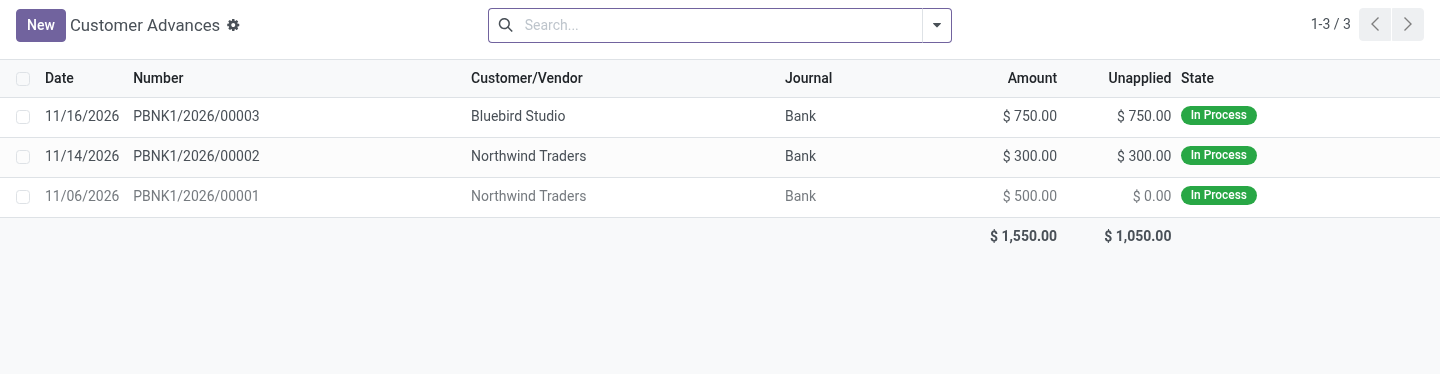 New Customer Advances Search... 1-3 / 3
Date Number Customer/Vendor Journal Amount Unapplied State
11/16/2026 PBNK1/2026/00003 Bluebird Studio Bank $ 750.00 $ 750.00 In Process
11/14/2026 PBNK1/2026/00002 Northwind Traders Bank $ 300.00 $ 300.00 In Process
11/06/2026 PBNK1/2026/00001 Northwind Traders Bank $ 500.00 $ 0.00 In Process
$ 1,550.00 $ 1,050.00